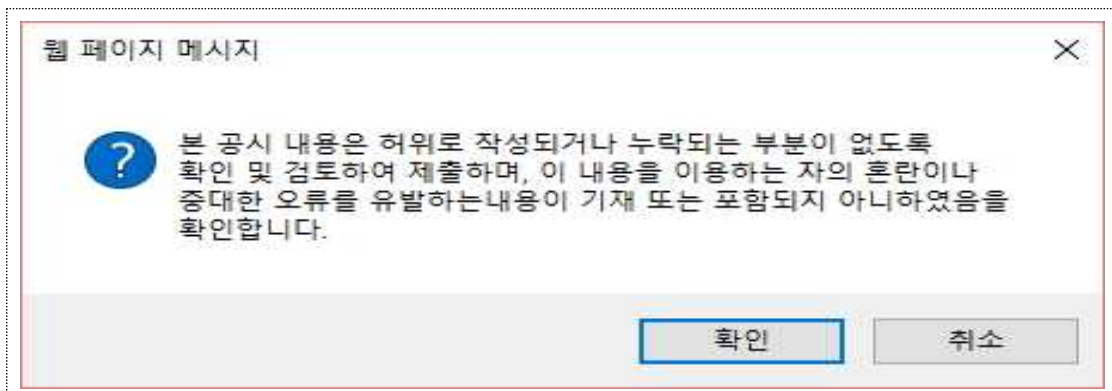 웹 페이지 메시지
본 공시 내용은 허위로 작성되거나 누락되는 부분이 없도록
확인 및 검토하여 제출하며, 이 내용을 이용하는 자의 혼란이나
중대한 오류를 유발하는내용이 기재 또는 포함되지 아니하였음을
확인합니다.
확인 취소